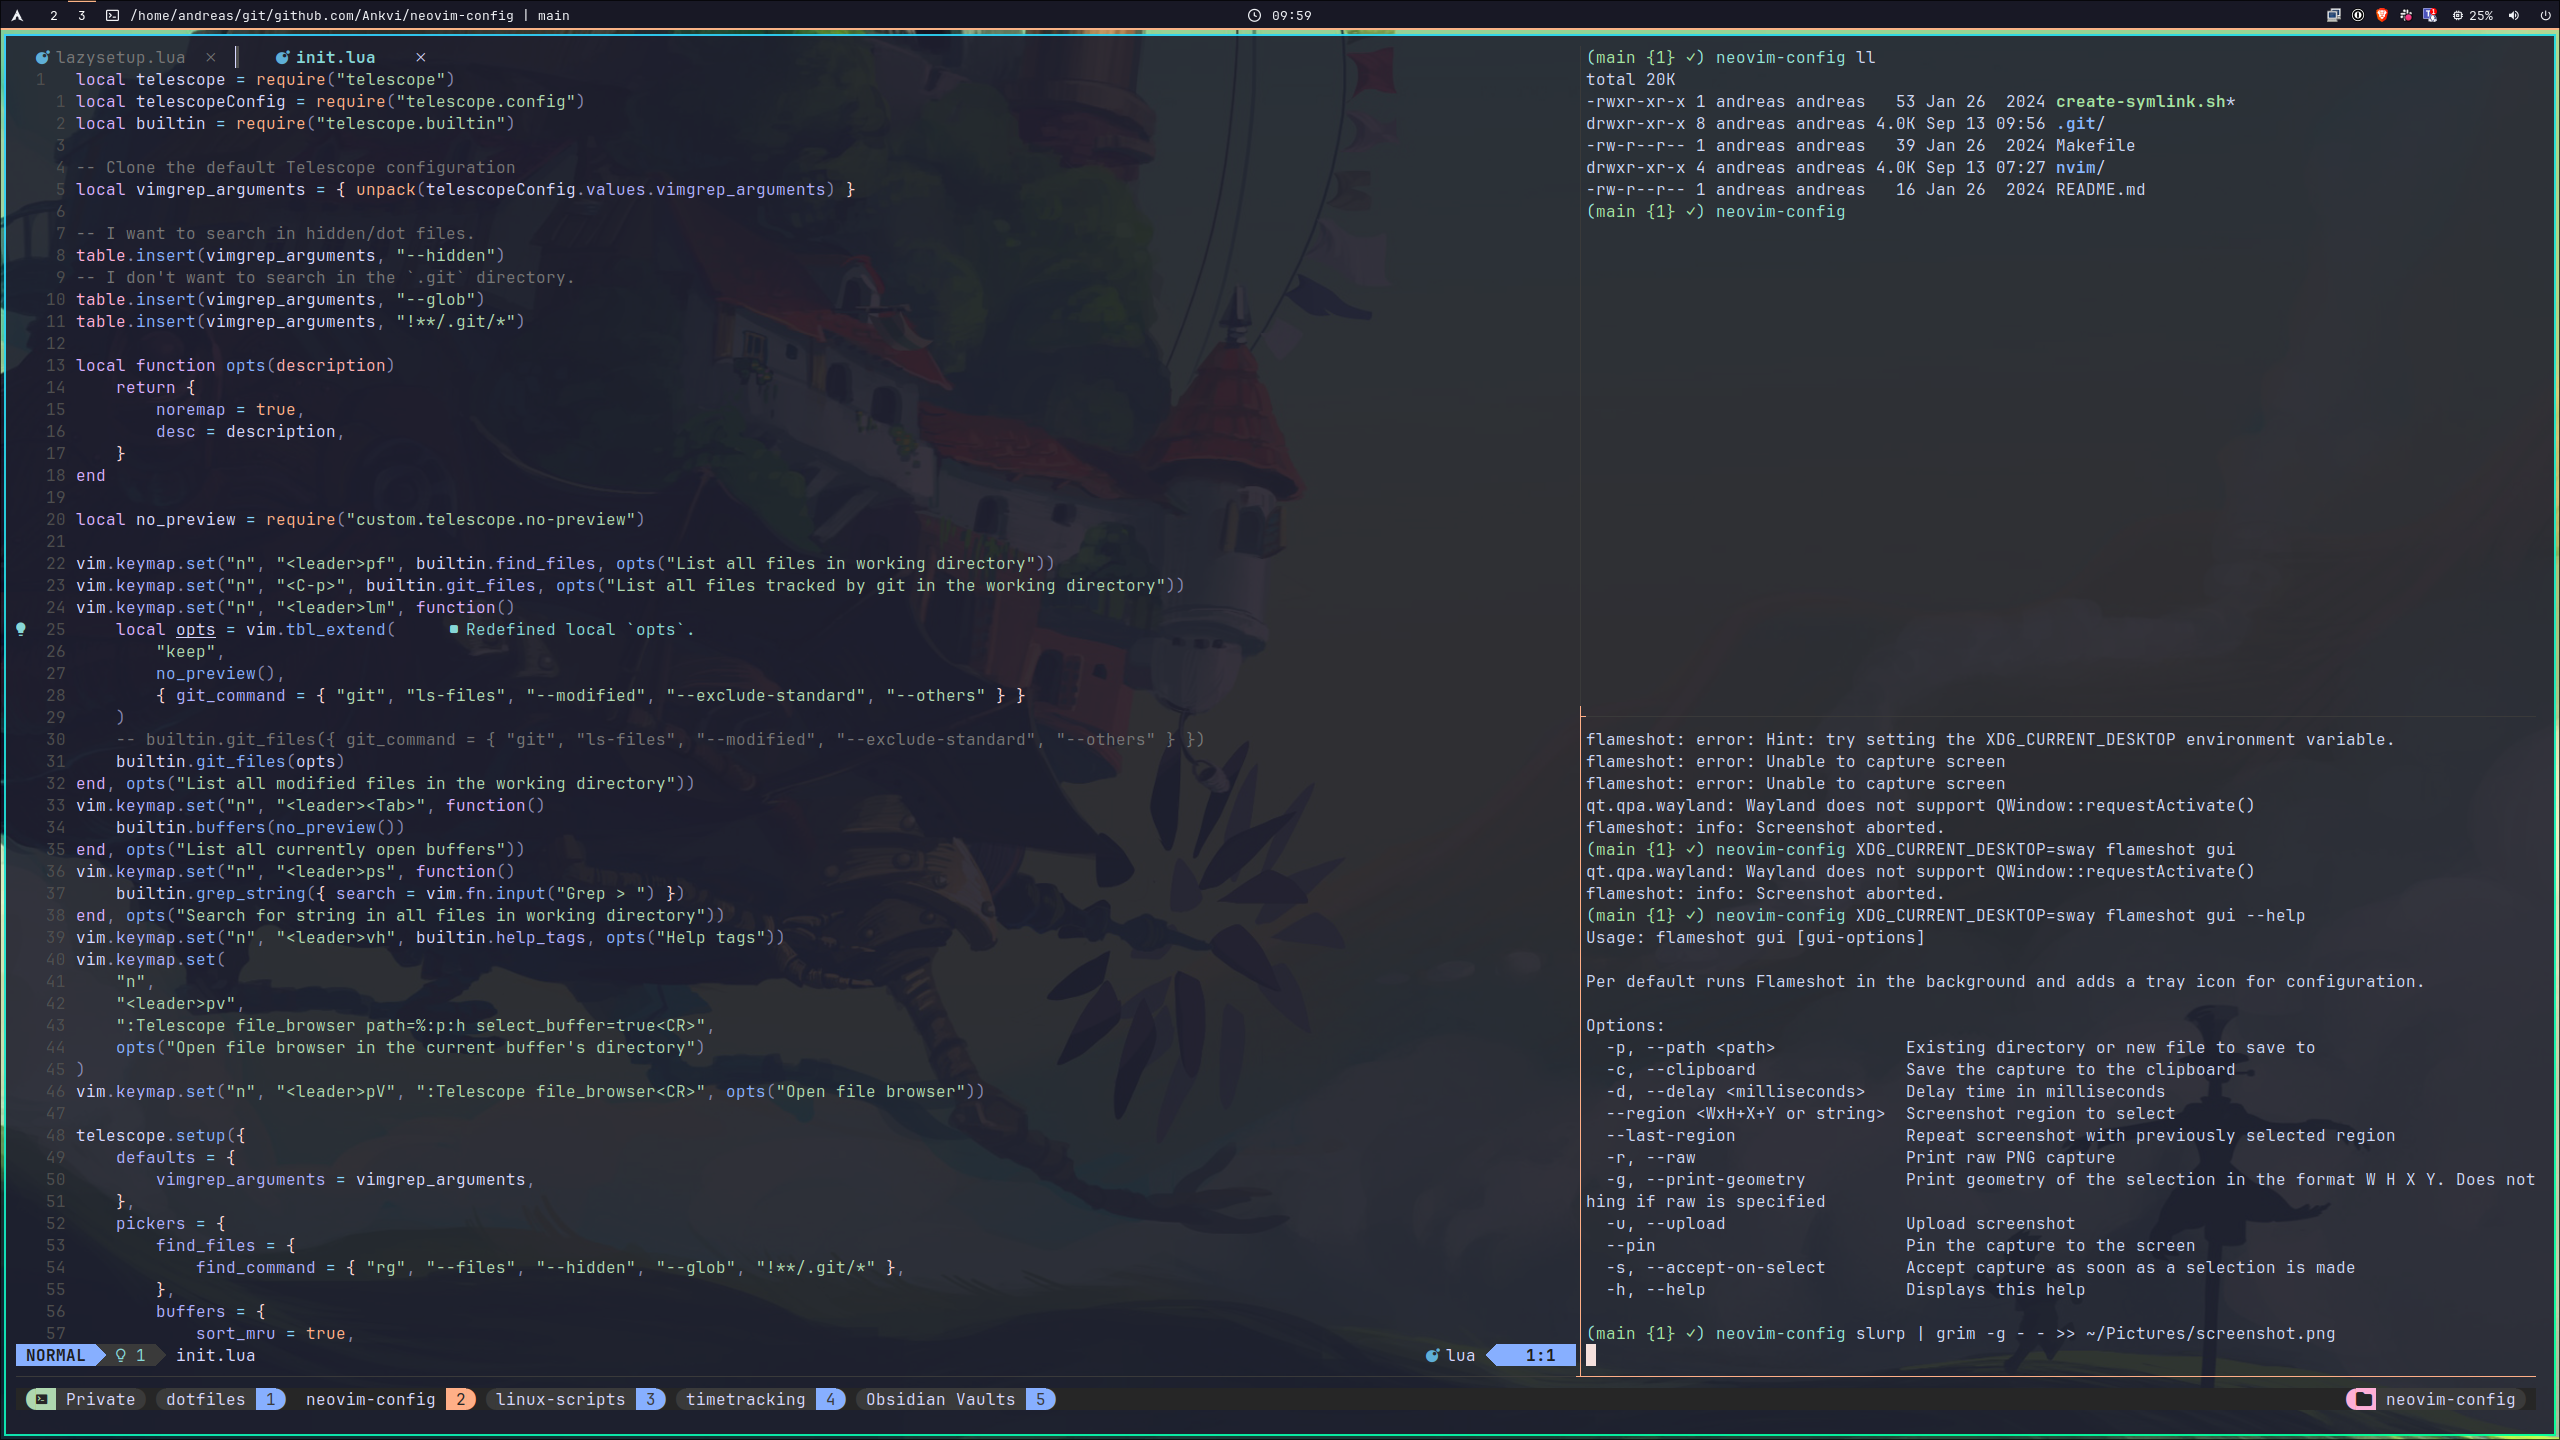 2 3 /home/andreas/git/github.com/Ankvi/neovim-config | main 09:59 25%
lazysetup.lua × init.lua ×
1 local telescope = require("telescope")
1 local telescopeConfig = require("telescope.config")
2 local builtin = require("telescope.builtin")
3
4 -- Clone the default Telescope configuration
5 local vimgrep_arguments = { unpack(telescopeConfig.values.vimgrep_arguments) }
6
7 -- I want to search in hidden/dot files.
8 table.insert(vimgrep_arguments, "--hidden")
9 -- I don't want to search in the `.git` directory.
10 table.insert(vimgrep_arguments, "--glob")
11 table.insert(vimgrep_arguments, "!**/.git/*")
12
13 local function opts(description)
14     return {
15         noremap = true,
16         desc = description,
17     }
18 end
19
20 local no_preview = require("custom.telescope.no-preview")
21
22 vim.keymap.set("n", "<leader>pf", builtin.find_files, opts("List all files in working directory"))
23 vim.keymap.set("n", "<C-p>", builtin.git_files, opts("List all files tracked by git in the working directory"))
24 vim.keymap.set("n", "<leader>lm", function()
25     local opts = vim.tbl_extend(     ■ Redefined local `opts`.
26         "keep",
27         no_preview(),
28         { git_command = { "git", "ls-files", "--modified", "--exclude-standard", "--others" } }
29     )
30     -- builtin.git_files({ git_command = { "git", "ls-files", "--modified", "--exclude-standard", "--others" } })
31     builtin.git_files(opts)
32 end, opts("List all modified files in the working directory"))
33 vim.keymap.set("n", "<leader><Tab>", function()
34     builtin.buffers(no_preview())
35 end, opts("List all currently open buffers"))
36 vim.keymap.set("n", "<leader>ps", function()
37     builtin.grep_string({ search = vim.fn.input("Grep > ") })
38 end, opts("Search for string in all files in working directory"))
39 vim.keymap.set("n", "<leader>vh", builtin.help_tags, opts("Help tags"))
40 vim.keymap.set(
41     "n",
42     "<leader>pv",
43     ":Telescope file_browser path=%:p:h select_buffer=true<CR>",
44     opts("Open file browser in the current buffer's directory")
45 )
46 vim.keymap.set("n", "<leader>pV", ":Telescope file_browser<CR>", opts("Open file browser"))
47
48 telescope.setup({
49     defaults = {
50         vimgrep_arguments = vimgrep_arguments,
51     },
52     pickers = {
53         find_files = {
54             find_command = { "rg", "--files", "--hidden", "--glob", "!**/.git/*" },
55         },
56         buffers = {
57             sort_mru = true,
NORMAL 1 init.lua lua 1:1
(main {1} ✓) neovim-config ll
total 20K
-rwxr-xr-x 1 andreas andreas   53 Jan 26  2024 create-symlink.sh*
drwxr-xr-x 8 andreas andreas 4.0K Sep 13 09:56 .git/
-rw-r--r-- 1 andreas andreas   39 Jan 26  2024 Makefile
drwxr-xr-x 4 andreas andreas 4.0K Sep 13 07:27 nvim/
-rw-r--r-- 1 andreas andreas   16 Jan 26  2024 README.md
(main {1} ✓) neovim-config
flameshot: error: Hint: try setting the XDG_CURRENT_DESKTOP environment variable.
flameshot: error: Unable to capture screen
flameshot: error: Unable to capture screen
qt.qpa.wayland: Wayland does not support QWindow::requestActivate()
flameshot: info: Screenshot aborted.
(main {1} ✓) neovim-config XDG_CURRENT_DESKTOP=sway flameshot gui
qt.qpa.wayland: Wayland does not support QWindow::requestActivate()
flameshot: info: Screenshot aborted.
(main {1} ✓) neovim-config XDG_CURRENT_DESKTOP=sway flameshot gui --help
Usage: flameshot gui [gui-options]

Per default runs Flameshot in the background and adds a tray icon for configuration.

Options:
  -p, --path <path>             Existing directory or new file to save to
  -c, --clipboard               Save the capture to the clipboard
  -d, --delay <milliseconds>    Delay time in milliseconds
  --region <WxH+X+Y or string>  Screenshot region to select
  --last-region                 Repeat screenshot with previously selected region
  -r, --raw                     Print raw PNG capture
  -g, --print-geometry          Print geometry of the selection in the format W H X Y. Does not
hing if raw is specified
  -u, --upload                  Upload screenshot
  --pin                         Pin the capture to the screen
  -s, --accept-on-select        Accept capture as soon as a selection is made
  -h, --help                    Displays this help

(main {1} ✓) neovim-config slurp | grim -g - - >> ~/Pictures/screenshot.png
Private dotfiles 1 neovim-config 2 linux-scripts 3 timetracking 4 Obsidian Vaults 5 neovim-config